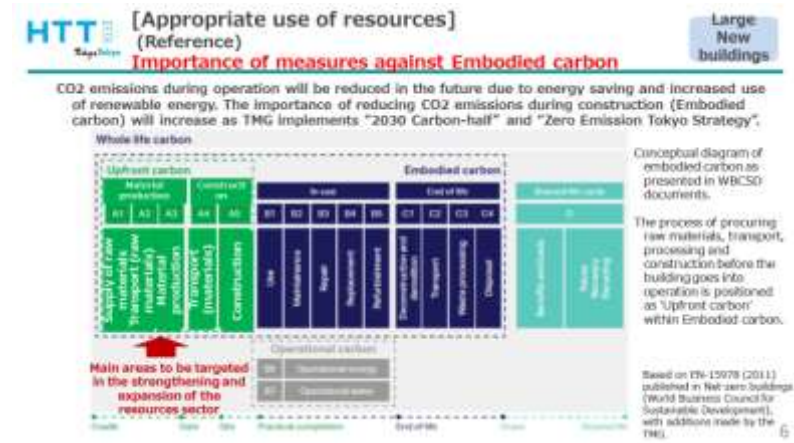 HTT
[Appropriate use of resources]
(Reference)
Importance of measures against Embodied carbon
Large
New
buildings
CO2 emissions during operation will be reduced in the future due to energy saving and increased use
of renewable energy. The importance of reducing CO2 emissions during construction (Embodied
carbon) will increase as TMG implements "2030 Carbon-half" and "Zero Emission Tokyo Strategy".
Whole life carbon
Upfront carbon
Embodied carbon
Material
production
Constructi
on
In-use
End of life
A1 A2 A3 A4 A5 B1 B2 B3 B4 B5 C1 C2 C3 C4 D
Supply of raw
materials
Transport (raw
materials)
Material
production
Transport
(materials)
Construction
Use
Maintenance
Repair
Replacement
Refurbishment
Deconstruction and
demolition
Transport
Waste processing
Disposal
Operational carbon
B6 Operational energy
B7 Operational water
Main areas to be targeted
in the strengthening and
expansion of the
resources sector
Practical completion
End of life
Conceptual diagram of
embodied carbon as
presented in WBCSD
documents.
The process of procuring
raw materials, transport,
processing and
construction before the
building goes into
operation is positioned
as 'Upfront carbon'
within Embodied carbon.
Based on EN-15978 (2011)
published in Net-zero buildings
(World Business Council for
Sustainable Development),
with additions made by the
TMG.
6